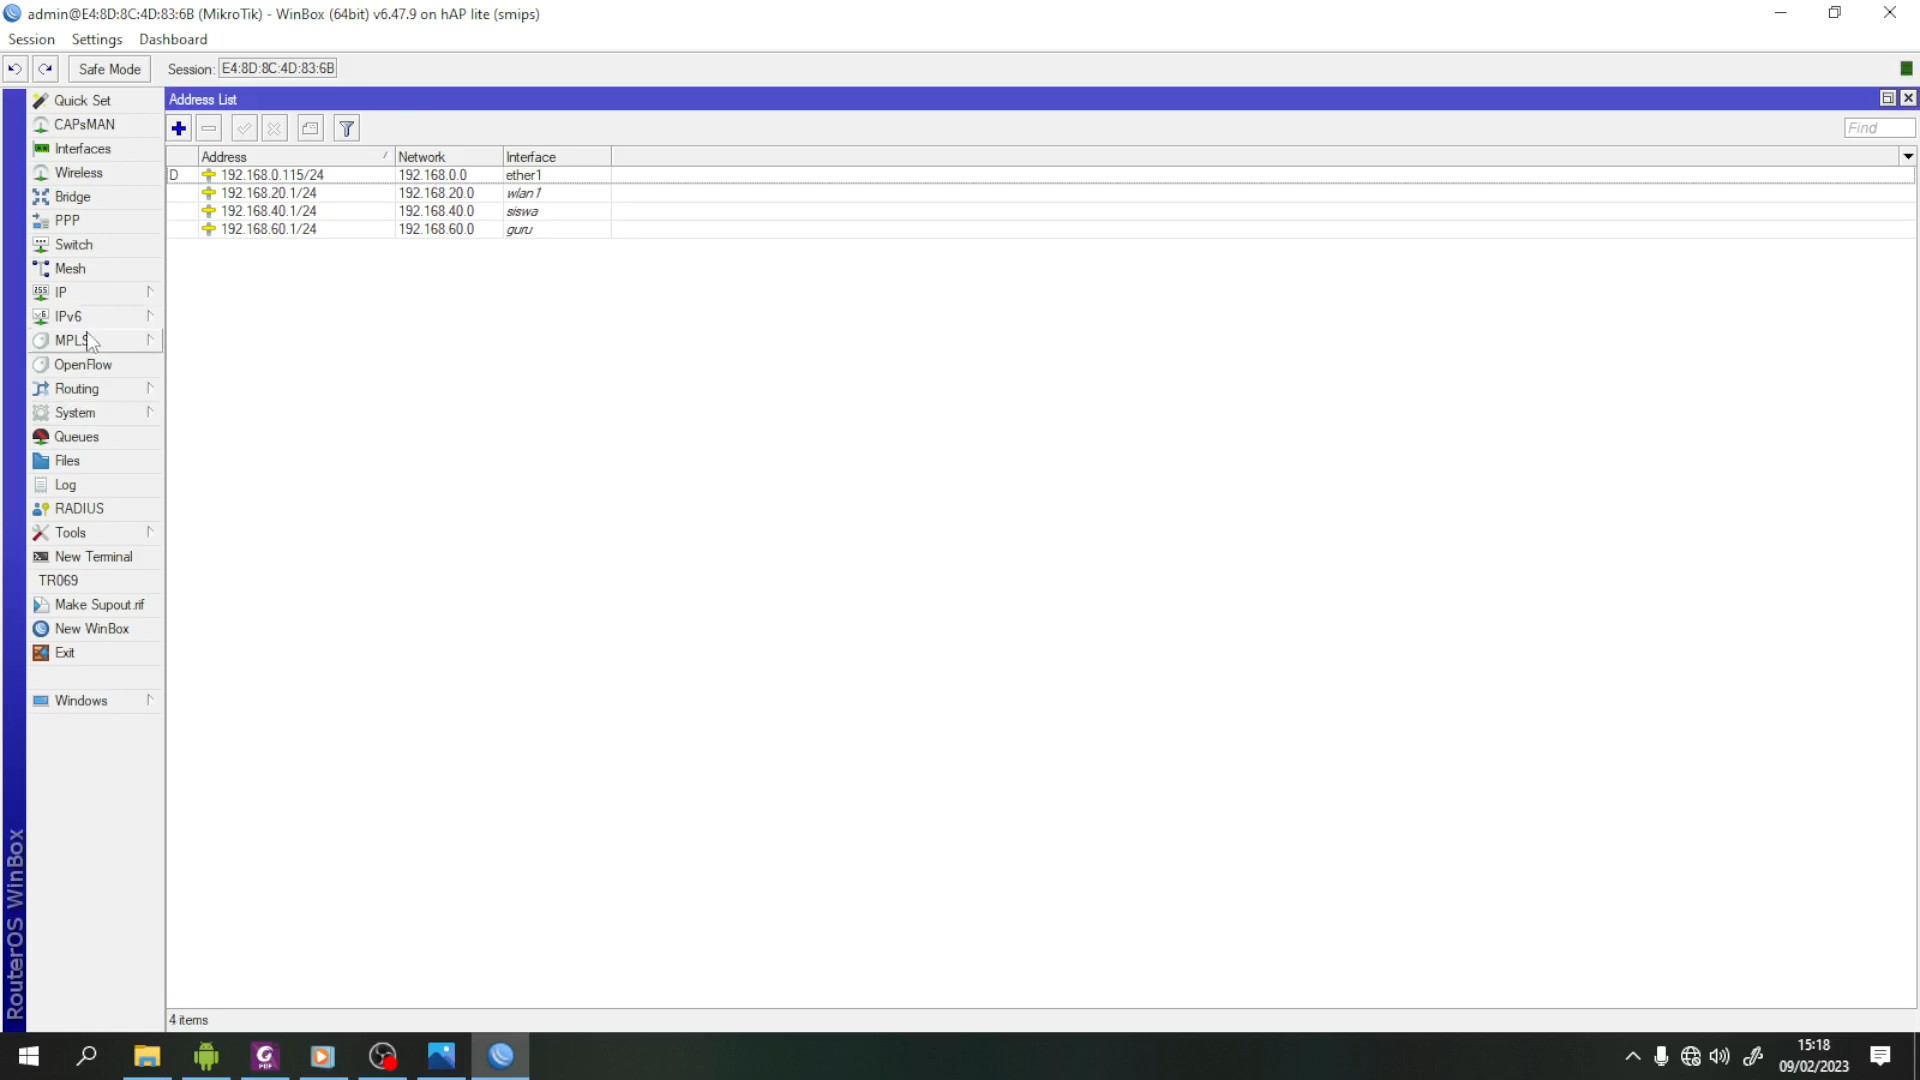 admin@E4:8D:8C:4D:83:6B (MikroTik) - WinBox (64bit) v6.47.9 on hAP lite (smips)
Session Settings Dashboard
Safe Mode Session: E4:8D:8C:4D:83:6B
Quick Set
CAPsMAN
Interfaces
Wireless
Bridge
PPP
Switch
Mesh
255 IP
v6 IPv6
MPLS
OpenFlow
Routing
System
Queues
Files
Log
RADIUS
Tools
New Terminal
TR069
Make Supout.rif
New WinBox
Exit
Windows
RouterOS WinBox
Address List
Find
Address Network Interface
D 192.168.0.115/24 192.168.0.0 ether1
192.168.20.1/24 192.168.20.0 wlan1
192.168.40.1/24 192.168.40.0 siswa
192.168.60.1/24 192.168.60.0 guru
4 items
PDF
15:18
09/02/2023